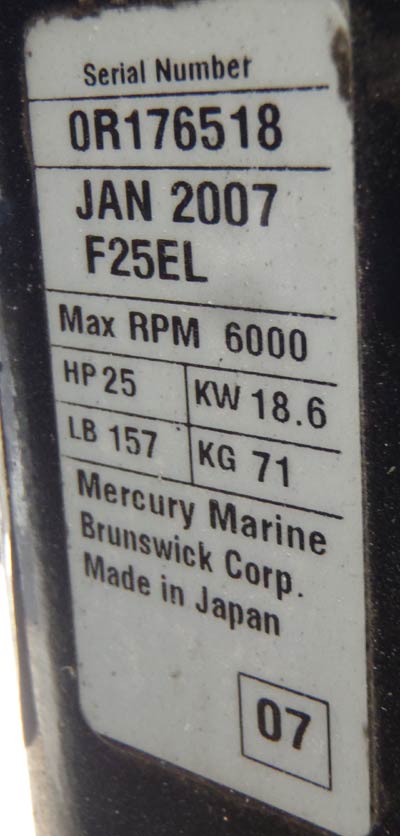 Serial Number
0R176518
JAN 2007
F25EL
Max RPM 6000
HP 25 KW 18.6
LB 157 KG 71
Mercury Marine
Brunswick Corp.
Made in Japan
07